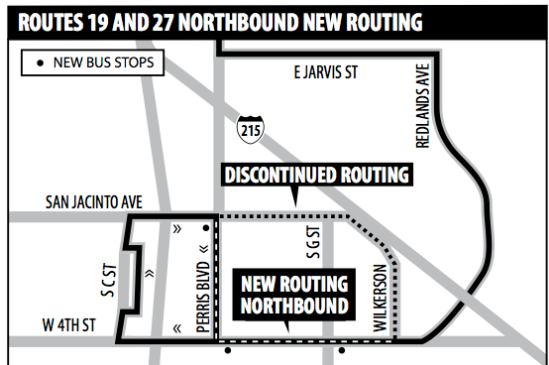 ROUTES 19 AND 27 NORTHBOUND NEW ROUTING
• NEW BUS STOPS
E JARVIS ST
REDLANDS AVE
215
DISCONTINUED ROUTING
SAN JACINTO AVE
S G ST
S C ST
PERRIS BLVD
NEW ROUTING
NORTHBOUND
WILKERSON
W 4TH ST